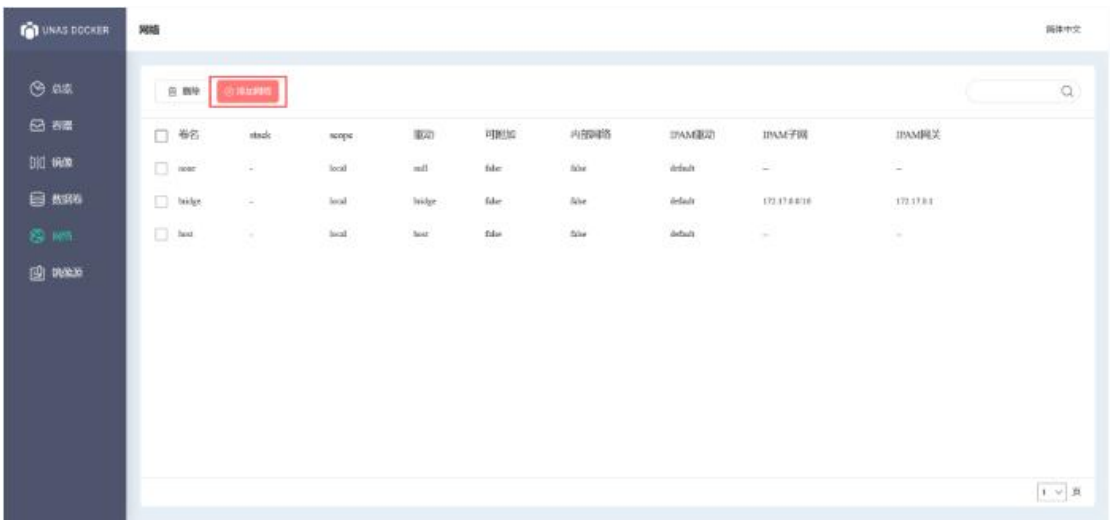 UNAS DOCKER
网络
简体中文
总览
容器
镜像
数据卷
网络
删除 添加网络
卷名 stack scope 驱动 可附加 内部网络 IPAM驱动 IPAM子网 IPAM网关
none - local null false false default -- --
bridge - local bridge false false default 172.17.0.0/16 172.17.0.1
host - local host false false default -- --
1 页